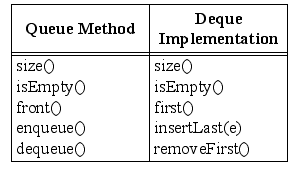 Queue Method Deque Implementation
size() size()
isEmpty() isEmpty()
front() first()
enqueue() insertLast(e)
dequeue() removeFirst()